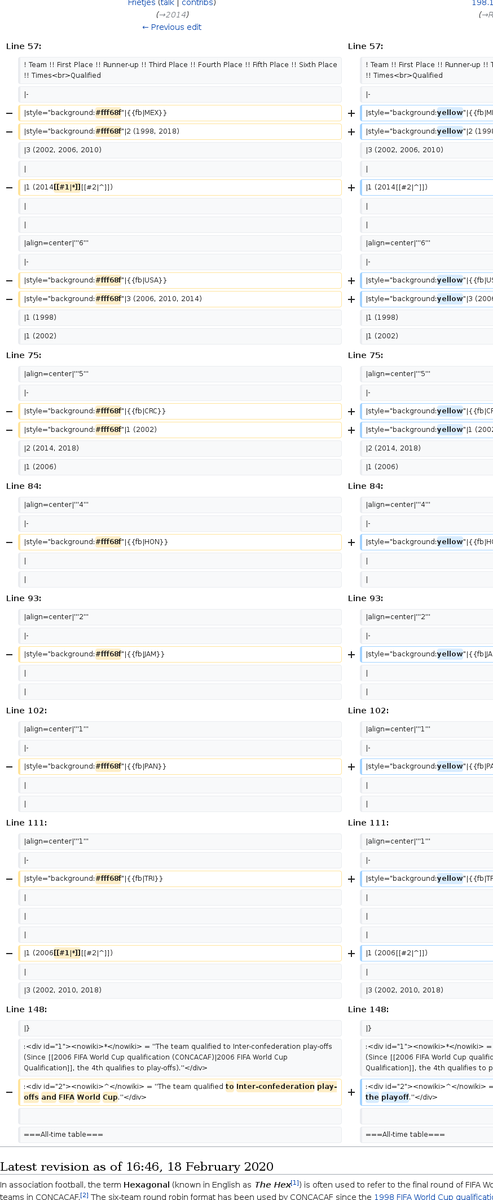 Frietjes (talk | contribs)
198.1
(→2014)
(→R
← Previous edit
Line 57:
Line 57:
! Team !! First Place !! Runner-up !! Third Place !! Fourth Place !! Fifth Place !! Sixth Place !! Times<br>Qualified
! Team !! First Place !! Runner-up !! T
!! Times<br>Qualified
|-
|-
− |style="background:#fff68f"|{{fb|MEX}}
+ |style="background:yellow"|{{fb|ME
− |style="background:#fff68f"|2 (1998, 2018)
+ |style="background:yellow"|2 (199
|3 (2002, 2006, 2010)
|3 (2002, 2006, 2010)
|
|
− |1 (2014[[#1|*]][[#2|^]])
+ |1 (2014[[#2|^]])
|
|
|
|
|align=center|'''6'''
|align=center|'''6'''
|-
|-
− |style="background:#fff68f"|{{fb|USA}}
+ |style="background:yellow"|{{fb|US
− |style="background:#fff68f"|3 (2006, 2010, 2014)
+ |style="background:yellow"|3 (2006
|1 (1998)
|1 (1998)
|1 (2002)
|1 (2002)
Line 75:
Line 75:
|align=center|'''5'''
|align=center|'''5'''
|-
|-
− |style="background:#fff68f"|{{fb|CRC}}
+ |style="background:yellow"|{{fb|CF
− |style="background:#fff68f"|1 (2002)
+ |style="background:yellow"|1 (200
|2 (2014, 2018)
|2 (2014, 2018)
|1 (2006)
|1 (2006)
Line 84:
Line 84:
|align=center|'''4'''
|align=center|'''4'''
|-
|-
− |style="background:#fff68f"|{{fb|HON}}
+ |style="background:yellow"|{{fb|H
|
|
|
|
Line 93:
Line 93:
|align=center|'''2'''
|align=center|'''2'''
|-
|-
− |style="background:#fff68f"|{{fb|JAM}}
+ |style="background:yellow"|{{fb|JA
|
|
|
|
Line 102:
Line 102:
|align=center|'''1'''
|align=center|'''1'''
|-
|-
− |style="background:#fff68f"|{{fb|PAN}}
+ |style="background:yellow"|{{fb|PA
|
|
|
|
Line 111:
Line 111:
|align=center|'''1'''
|align=center|'''1'''
|-
|-
− |style="background:#fff68f"|{{fb|TRI}}
+ |style="background:yellow"|{{fb|TF
|
|
|
|
|
|
− |1 (2006[[#1|*]][[#2|^]])
+ |1 (2006[[#2|^]])
|
|
|3 (2002, 2010, 2018)
|3 (2002, 2010, 2018)
Line 148:
Line 148:
|}
|}
:<div id="1"><nowiki>*</nowiki> = ''The team qualified to Inter-confederation play-offs
(Since [[2006 FIFA World Cup qualification (CONCACAF)|2006 FIFA World Cup
Qualification]], the 4th qualifies to play-offs).''</div>
:<div id="1"><nowiki>*</nowiki> =
(Since [[2006 FIFA World Cup qualific
Qualification]], the 4th qualifies to p
− :<div id="2"><nowiki>^</nowiki> = ''The team qualified to Inter-confederation play-
offs and FIFA World Cup.''</div>
+ :<div id="2"><nowiki>^</nowiki> =
the playoff.''</div>
===All-time table===
===All-time table===
Latest revision as of 16:46, 18 February 2020
In association football, the term Hexagonal (known in English as The Hex[1]) is often used to refer to the final round of FIFA Wo
teams in CONCACAF.[2] The six-team round robin format has been used by CONCACAF since the 1998 FIFA World Cup qualificati